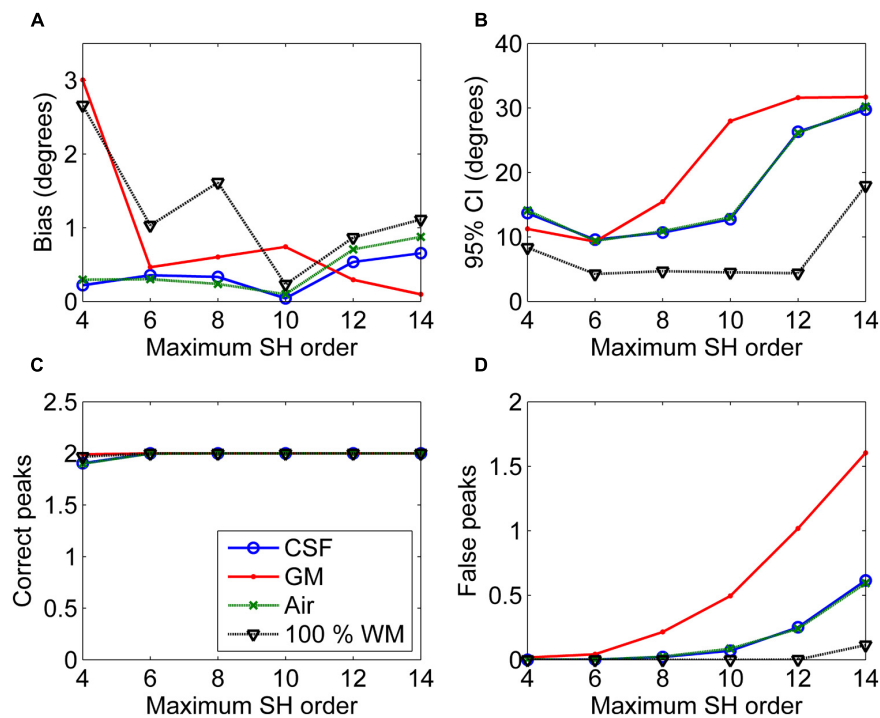 A
Bias (degrees)
3
2
1
0
4 6 8 10 12 14
Maximum SH order
B
95% CI (degrees)
40
30
20
10
0
4 6 8 10 12 14
Maximum SH order
C
Correct peaks
2.5
2
1.5
1
0.5
0
CSF
GM
Air
100 % WM
4 6 8 10 12 14
Maximum SH order
D
False peaks
2
1.5
1
0.5
0
4 6 8 10 12 14
Maximum SH order